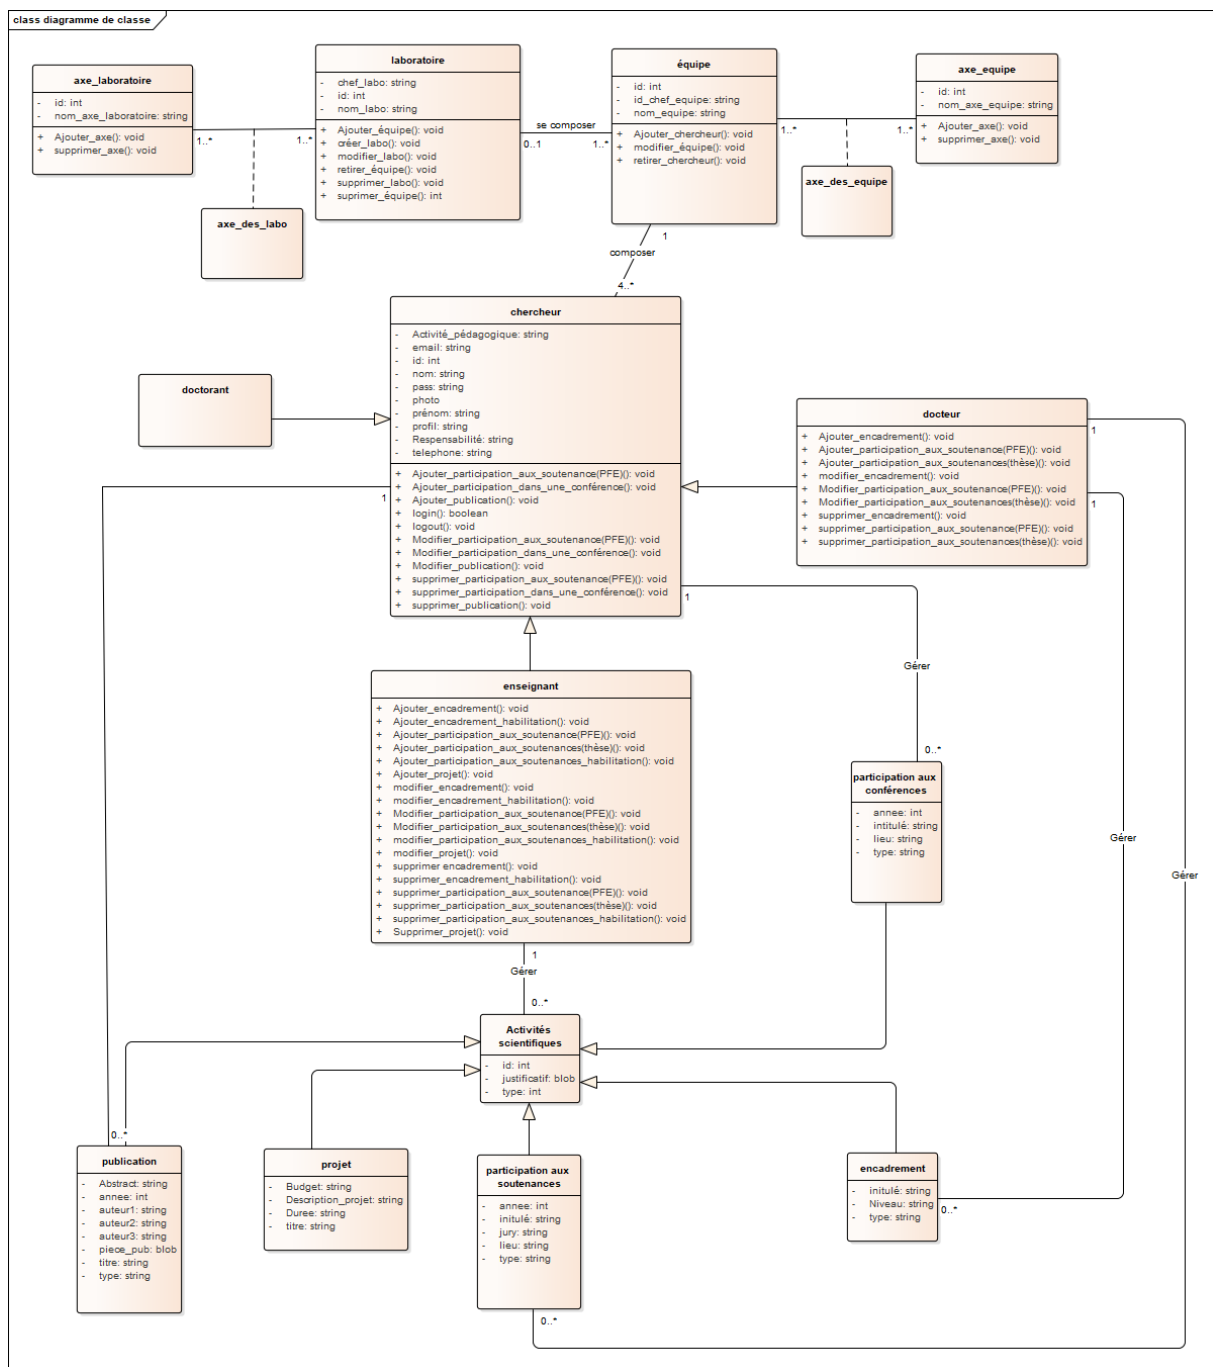 class diagramme de classe
axe_laboratoire
- id: int
- nom_axe_laboratoire: string
+ Ajouter_axe(): void
+ supprimer_axe(): void
1..*
1..*
axe_des_labo
laboratoire
- chef_labo: string
- id: int
- nom_labo: string
+ Ajouter_équipe(): void
+ créer_labo(): void
+ modifier_labo(): void
+ retirer_équipe(): void
+ supprimer_labo(): void
+ suprimer_équipe(): int
se composer
0..1
1..*
équipe
- id: int
- id_chef_equipe: string
- nom_equipe: string
+ Ajouter_chercheur(): void
+ modifier_équipe(): void
+ retirer_chercheur(): void
1..*
1..*
axe_des_equipe
axe_equipe
- id: int
- nom_axe_equipe: string
+ Ajouter_axe(): void
+ supprimer_axe(): void
1
composer
4..*
chercheur
- Activité_pédagogique: string
- email: string
- id: int
- nom: string
- pass: string
- photo
- prénom: string
- profil: string
- Respensabilité: string
- telephone: string
+ Ajouter_participation_aux_soutenance(PFE)(): void
+ Ajouter_participation_dans_une_conférence(): void
+ Ajouter_publication(): void
+ login(): boolean
+ logout(): void
+ Modifier_participation_aux_soutenance(PFE)(): void
+ Modifier_participation_dans_une_conférence(): void
+ Modifier_publication(): void
+ supprimer_participation_aux_soutenance(PFE)(): void
+ supprimer_participation_dans_une_conférence(): void
+ supprimer_publication(): void
doctorant
1
1
docteur
+ Ajouter_encadrement(): void
+ Ajouter_participation_aux_soutenance(PFE)(): void
+ Ajouter_participation_aux_soutenances(thèse)(): void
+ modifier_encadrement(): void
+ Modifier_participation_aux_soutenance(PFE)(): void
+ Modifier_participation_aux_soutenances(thèse)(): void
+ supprimer_encadrement(): void
+ supprimer_participation_aux_soutenance(PFE)(): void
+ supprimer_participation_aux_soutenances(thèse)(): void
1
1
Gérer
0..*
enseignant
+ Ajouter_encadrement(): void
+ Ajouter_encadrement_habilitation(): void
+ Ajouter_participation_aux_soutenance(PFE)(): void
+ Ajouter_participation_aux_soutenances(thèse)(): void
+ Ajouter_participation_aux_soutenances_habilitation(): void
+ Ajouter_projet(): void
+ modifier_encadrement(): void
+ modifier_encadrement_habilitation(): void
+ Modifier_participation_aux_soutenance(PFE)(): void
+ Modifier_participation_aux_soutenances(thèse)(): void
+ modifier_participation_aux_soutenances_habilitation(): void
+ modifier_projet(): void
+ supprimer encadrement(): void
+ supprimer_encadrement_habilitation(): void
+ supprimer_participation_aux_soutenance(PFE)(): void
+ supprimer_participation_aux_soutenances(thèse)(): void
+ supprimer_participation_aux_soutenances_habilitation(): void
+ Supprimer_projet(): void
participation aux
conférences
- annee: int
- intitulé: string
- lieu: string
- type: string
Gérer
Gérer
1
Gérer
0..*
Activités
scientifiques
- id: int
- justificatif: blob
- type: int
0..*
publication
- Abstract: string
- annee: int
- auteur1: string
- auteur2: string
- auteur3: string
- piece_pub: blob
- titre: string
- type: string
projet
- Budget: string
- Description_projet: string
- Duree: string
- titre: string
participation aux
soutenances
- annee: int
- initulé: string
- jury: string
- lieu: string
- type: string
0..*
encadrement
- initulé: string
- Niveau: string
- type: string
0..*